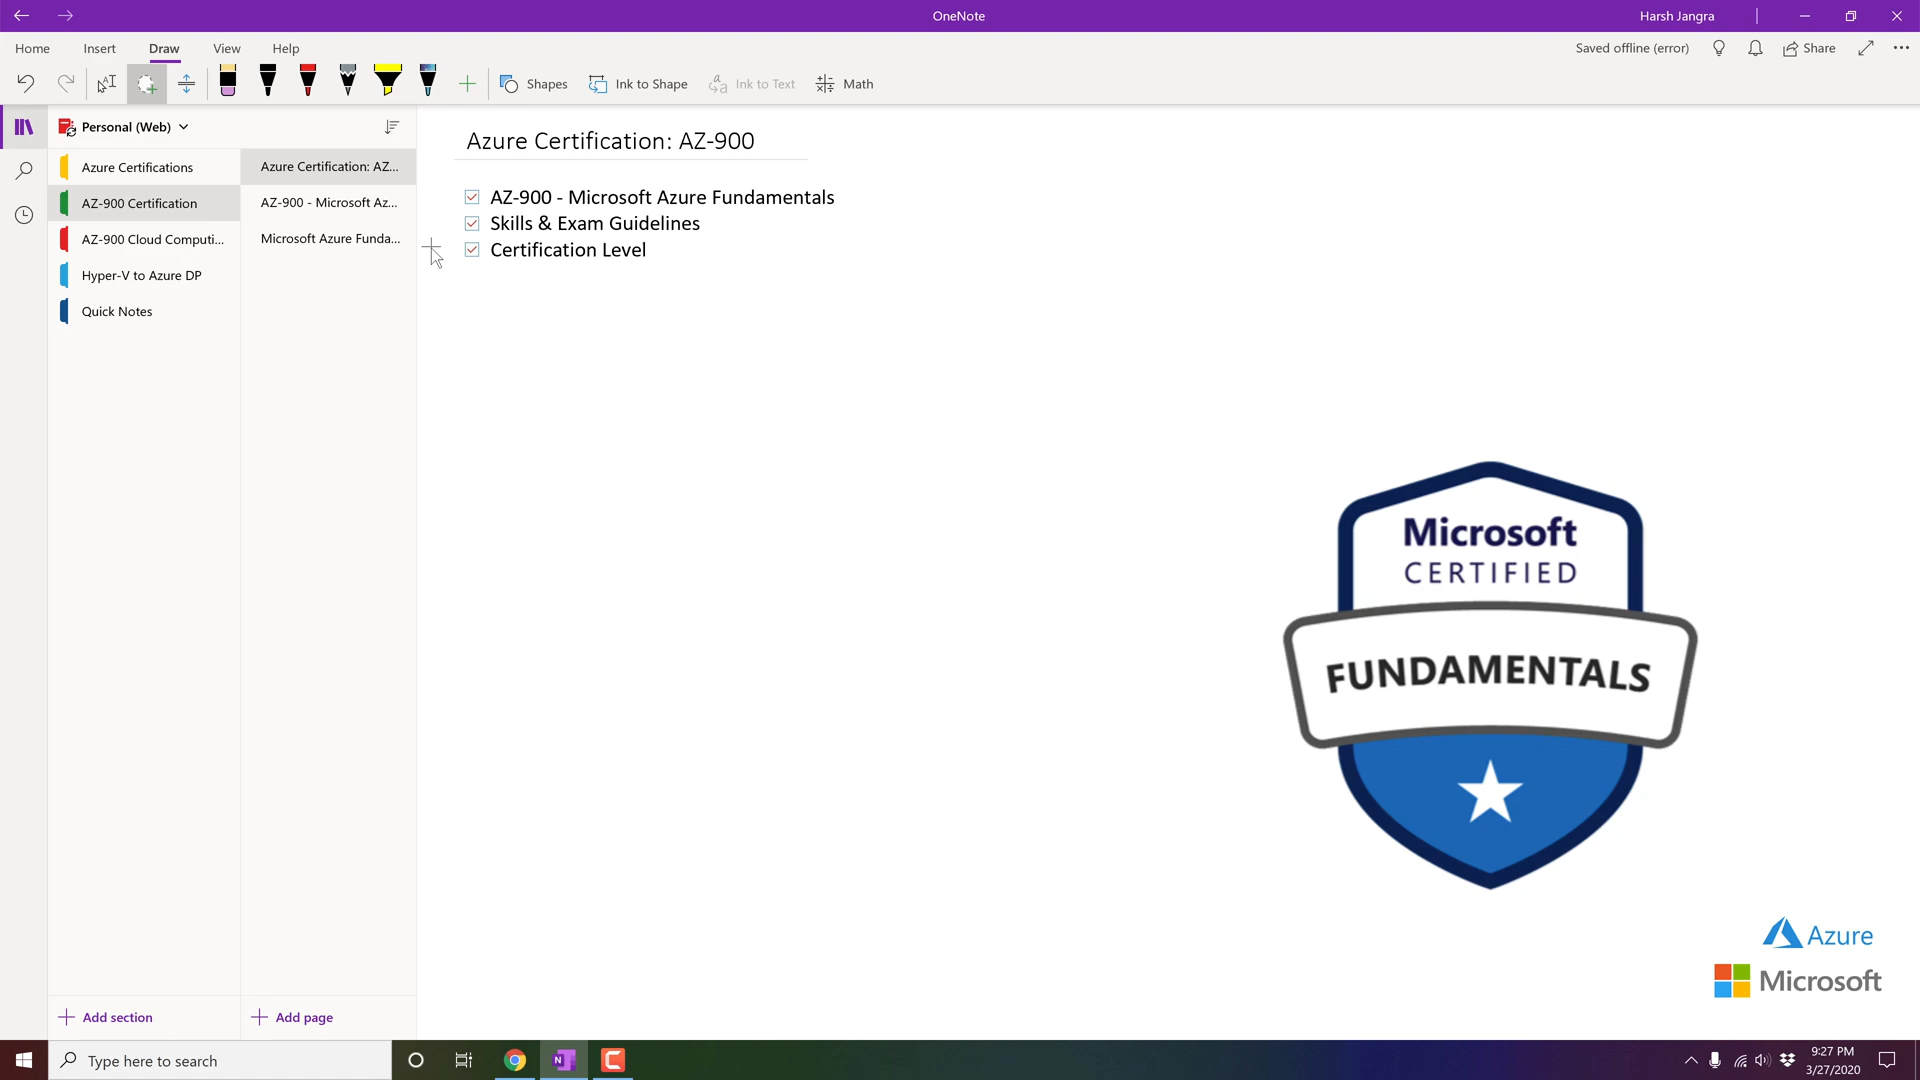 OneNote
Harsh Jangra
Home Insert Draw View Help
Saved offline (error)
Share
Shapes
Ink to Shape
Ink to Text
Math
Personal (Web)
Azure Certifications
AZ-900 Certification
AZ-900 Cloud Computi...
Hyper-V to Azure DP
Quick Notes
Azure Certification: AZ...
AZ-900 - Microsoft Az...
Microsoft Azure Funda...
Azure Certification: AZ-900
AZ-900 - Microsoft Azure Fundamentals
Skills & Exam Guidelines
Certification Level
Microsoft
CERTIFIED
FUNDAMENTALS
Azure
Microsoft
Add section
Add page
Type here to search
9:27 PM
3/27/2020